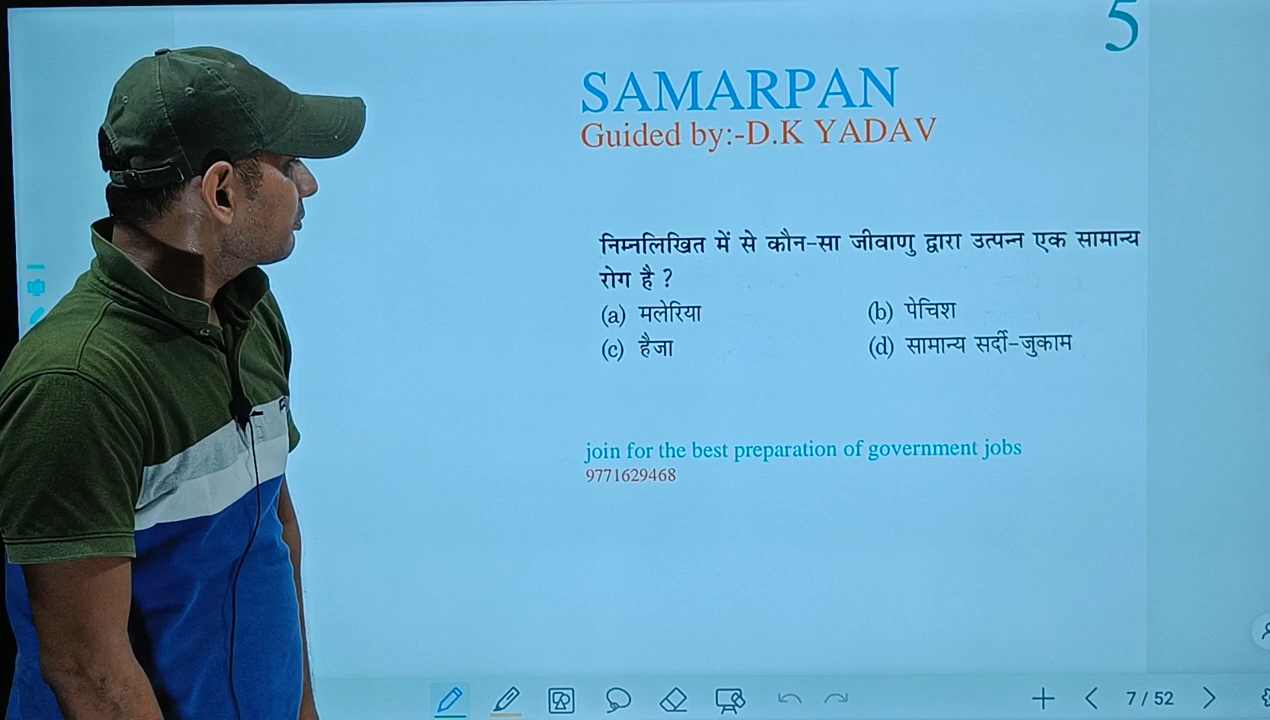 5
SAMARPAN
Guided by:-D.K YADAV
निम्नलिखित में से कौन-सा जीवाणु द्वारा उत्पन्न एक सामान्य
रोग है ?
(a) मलेरिया (b) पेचिश
(c) हैजा (d) सामान्य सर्दी-जुकाम
join for the best preparation of government jobs
9771629468
7 / 52